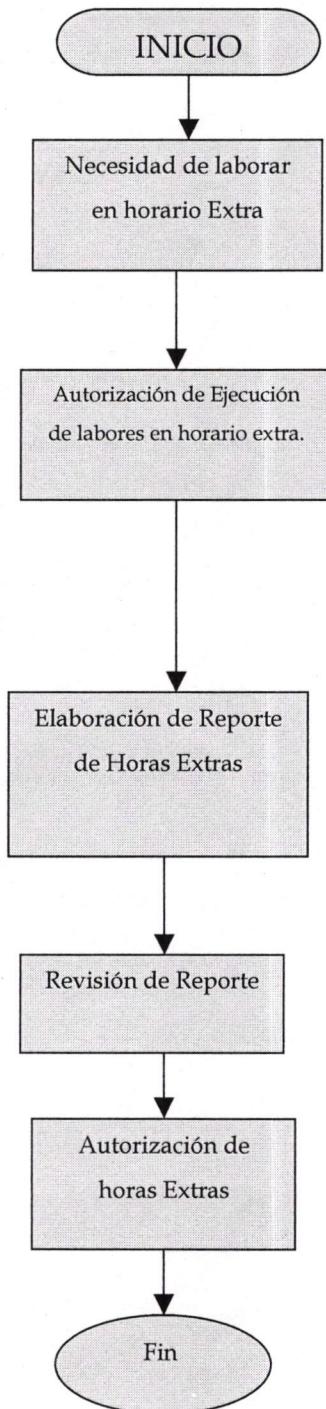 INICIO
Necesidad de laborar
en horario Extra
Autorización de Ejecución
de labores en horario extra.
Elaboración de Reporte
de Horas Extras
Revisión de Reporte
Autorización de
horas Extras
Fin